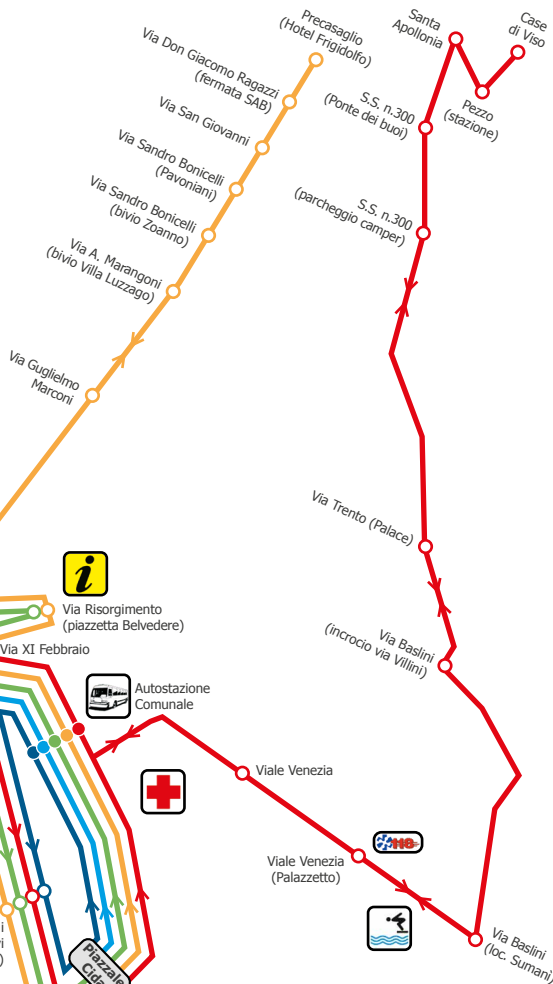 Precasaglio
(Hotel Frigidolfo)
Via Don Giacomo Ragazzi
(fermata SAB)
Via San Giovanni
Via Sandro Bonicelli
(Pavoniani)
Via Sandro Bonicelli
(bivio Zoanno)
Via A. Marangoni
(bivio Villa Luzzago)
Via Guglielmo
Marconi
Santa
Apollonia
Case
di Viso
Pezzo
(stazione)
S.S. n.300
(Ponte dei buoi)
S.S. n.300
(parcheggio camper)
Via Trento (Palace)
Via Baslini
(incrocio via Villini)
i
Via Risorgimento
(piazzetta Belvedere)
Via XI Febbraio
Autostazione
Comunale
Viale Venezia
Viale Venezia
(Palazzetto)
Via Baslini
(loc. Sumani)
Piazzale